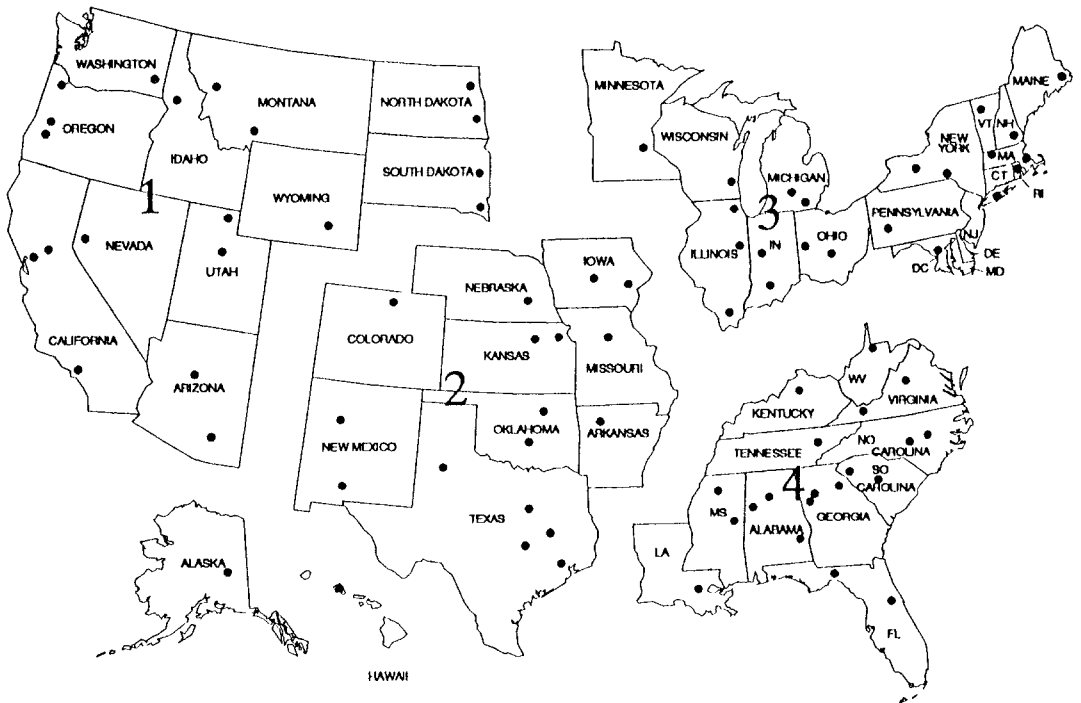 WASHINGTON
OREGON
IDAHO
MONTANA
WYOMING
NORTH DAKOTA
SOUTH DAKOTA
1
NEVADA
UTAH
CALIFORNIA
ARIZONA
ALASKA
HAWAII
NEBRASKA
IOWA
COLORADO
KANSAS
MISSOURI
2
NEW MEXICO
OKLAHOMA
ARKANSAS
TEXAS
MINNESOTA
WISCONSIN
MICHIGAN
3
ILLINOIS
IN
OHIO
MAINE
VT
NH
NEW
YORK
MA
CT
RI
PENNSYLVANIA
NJ
DE
MD
DC
WV
VIRGINIA
KENTUCKY
TENNESSEE
NO
CAROLINA
SO
CAROLINA
4
MS
ALABAMA
GEORGIA
LA
FL